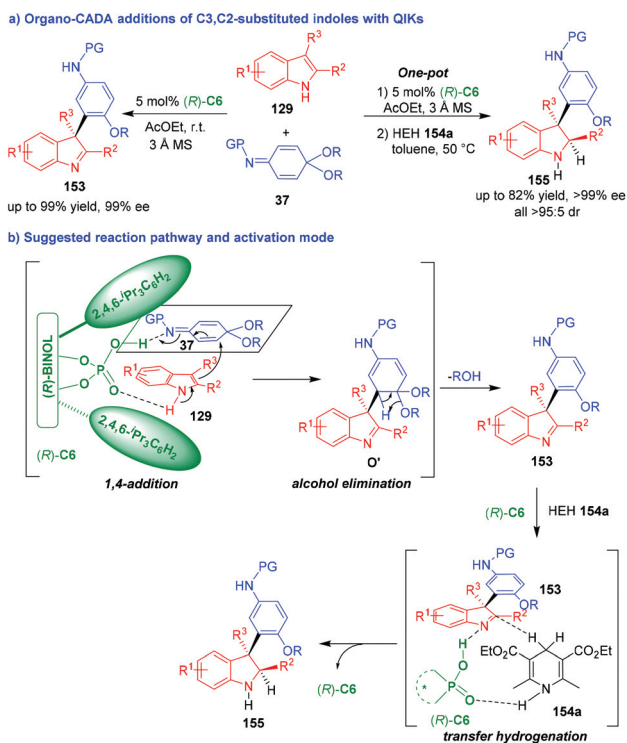 a) Organo-CADA additions of C3,C2-substituted indoles with QIKs
PG
HN
R³
OR
R¹
N
R²
153
up to 99% yield, 99% ee
5 mol% (R)-C6
AcOEt, r.t.
3 Å MS
R³
R¹
R²
N
H
129
+
GP
N
OR
OR
37
One-pot
1) 5 mol% (R)-C6
AcOEt, 3 Å MS
2) HEH 154a
toluene, 50 °C
PG
HN
R³
OR
R¹
R²
N
H
H
155
up to 82% yield, >99% ee
all >95:5 dr
b) Suggested reaction pathway and activation mode
2,4,6-ⁱPr₃C₆H₂
(R)-BINOL
O
O
P
O
O
H
GP
N
OR
OR
37
R³
R¹
R²
N
H
129
2,4,6-ⁱPr₃C₆H₂
(R)-C6
1,4-addition
PG
HN
R³
OR
OR
H
R¹
R²
N
O'
alcohol elimination
-ROH
PG
HN
R³
OR
R¹
R²
N
153
(R)-C6
HEH 154a
PG
HN
153
R³
OR
R¹
R²
N
H
H
H
O
EtO₂C
CO₂Et
*
P
O
N
H
(R)-C6
154a
transfer hydrogenation
(R)-C6
PG
HN
R³
OR
R¹
R²
N
H
H
155